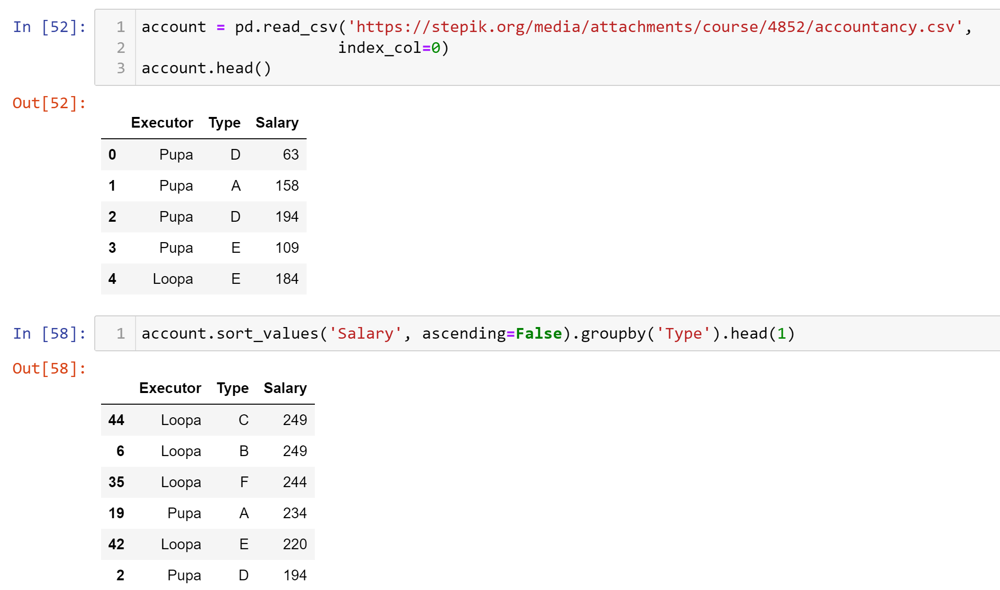 In [52]:
1 account = pd.read_csv('https://stepik.org/media/attachments/course/4852/accountancy.csv',
2 index_col=0)
3 account.head()
Out[52]:
Executor Type Salary
0 Pupa D 63
1 Pupa A 158
2 Pupa D 194
3 Pupa E 109
4 Loopa E 184
In [58]:
1 account.sort_values('Salary', ascending=False).groupby('Type').head(1)
Out[58]:
Executor Type Salary
44 Loopa C 249
6 Loopa B 249
35 Loopa F 244
19 Pupa A 234
42 Loopa E 220
2 Pupa D 194